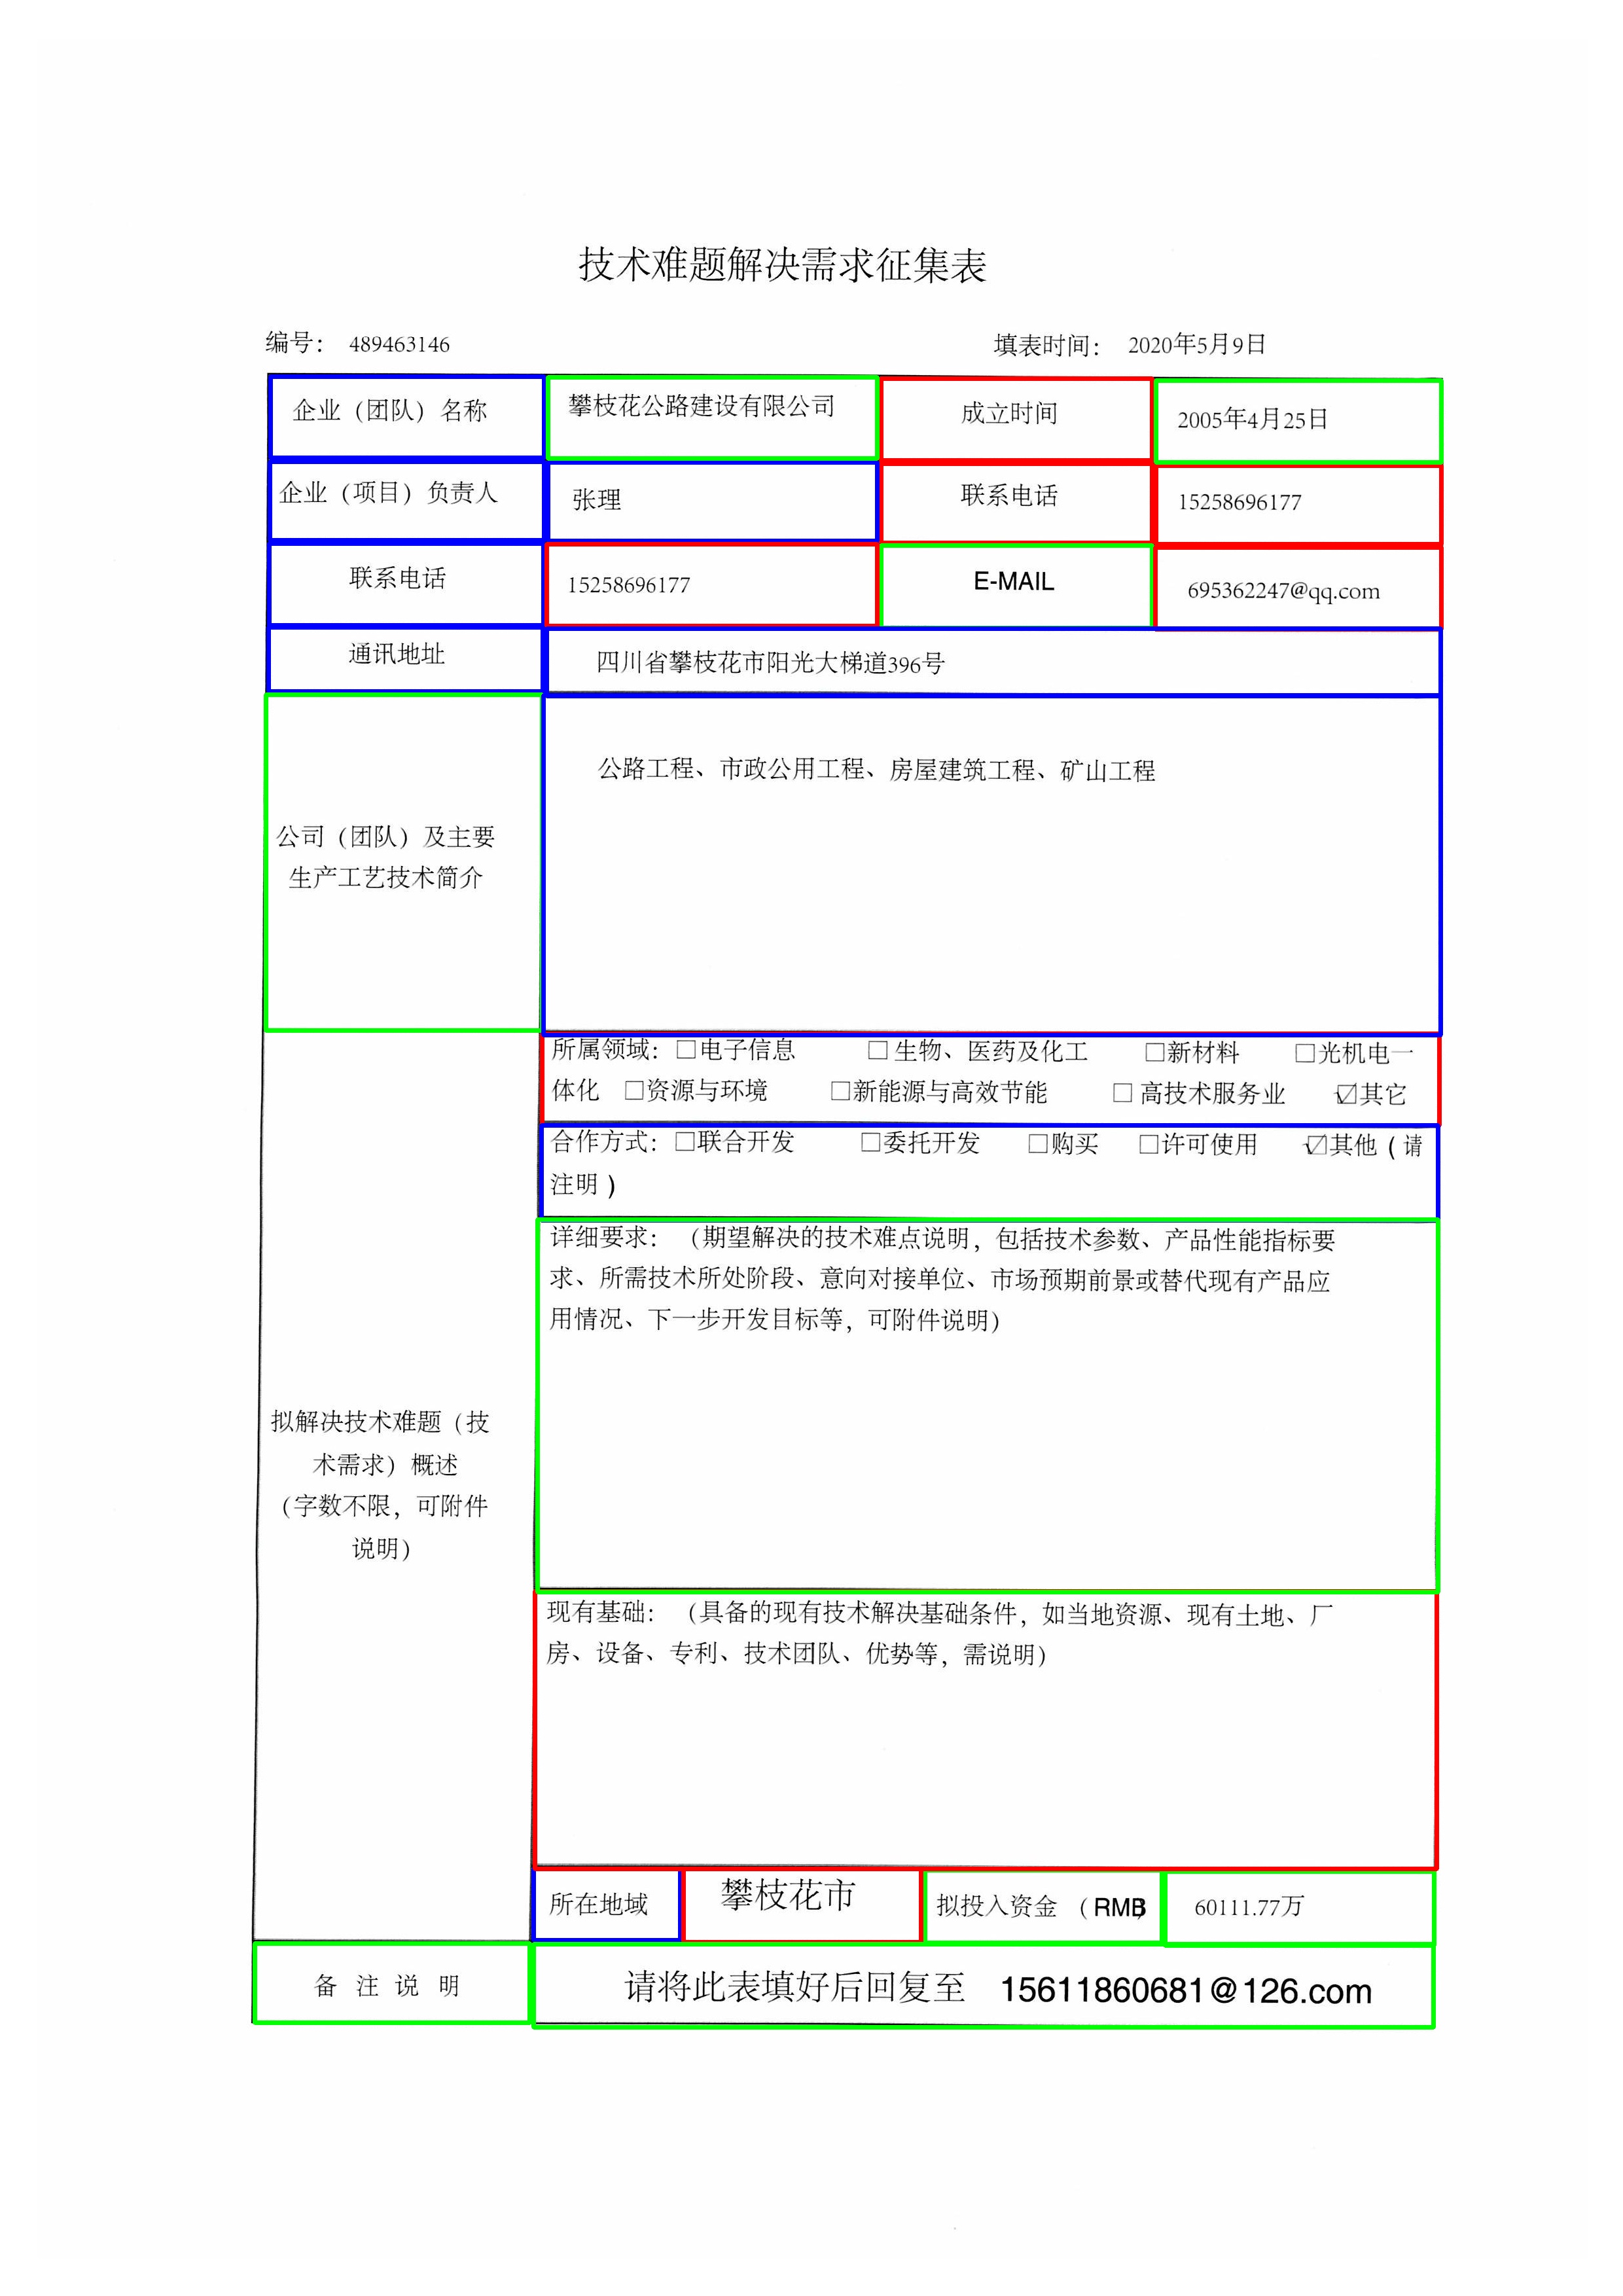 技术难题解决需求征集表
编号： 489463146 填表时间： 2020年5月9日
企业（团队）名称 攀枝花公路建设有限公司 成立时间 2005年4月25日
企业（项目）负责人 张理 联系电话 15258696177
联系电话 15258696177 E-MAIL 695362247@qq.com
通讯地址 四川省攀枝花市阳光大梯道396号
公司（团队）及主要
生产工艺技术简介
公路工程、市政公用工程、房屋建筑工程、矿山工程
拟解决技术难题（技
术需求）概述
（字数不限，可附件
说明）
所属领域：□电子信息 □生物、医药及化工 □新材料 □光机电一
体化 □资源与环境 □新能源与高效节能 □高技术服务业 ☑其它
合作方式：□联合开发 □委托开发 □购买 □许可使用 ☑其他（请
注明）
详细要求：（期望解决的技术难点说明，包括技术参数、产品性能指标要
求、所需技术所处阶段、意向对接单位、市场预期前景或替代现有产品应
用情况、下一步开发目标等，可附件说明）
现有基础：（具备的现有技术解决基础条件，如当地资源、现有土地、厂
房、设备、专利、技术团队、优势等，需说明）
所在地域 攀枝花市 拟投入资金（RMB） 60111.77万
备注说明 请将此表填好后回复至 15611860681@126.com